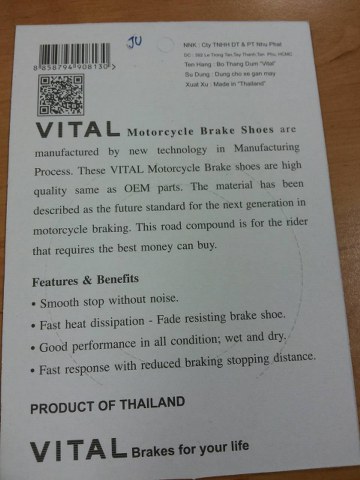 JU
NNK : Cty TNHH DT & PT Nhu Phat
Ten Hang : Bo Thang Dum "Vital"
Su Dung : Dung cho xe gan may
Xuat Xu : Made in "Thailand"
8 858794 908130 >
VITAL Motorcycle Brake Shoes are
manufactured by new technology in Manufacturing
Process. These VITAL Motorcycle Brake shoes are high
quality same as OEM parts. The material has been
described as the future standard for the next generation in
motorcycle braking. This road compound is for the rider
that requires the best money can buy.
Features & Benefits
• Smooth stop without noise.
• Fast heat dissipation - Fade resisting brake shoe.
• Good performance in all condition; wet and dry.
• Fast response with reduced braking stopping distance.
PRODUCT OF THAILAND
VITAL Brakes for your life